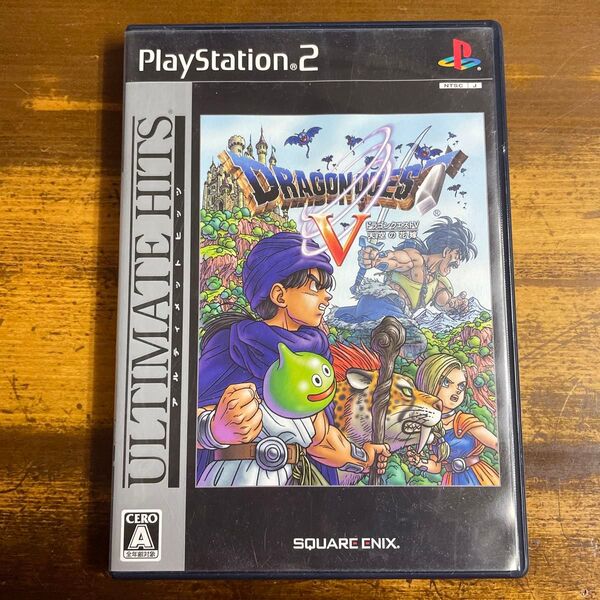 PlayStation®2
NTSC J
ULTIMATE HITS
アルティメットヒッツ
DRAGON QUEST
®
V
ドラゴンクエストV
天空の花嫁
CERO
A
全年齢対象
SQUARE ENIX®